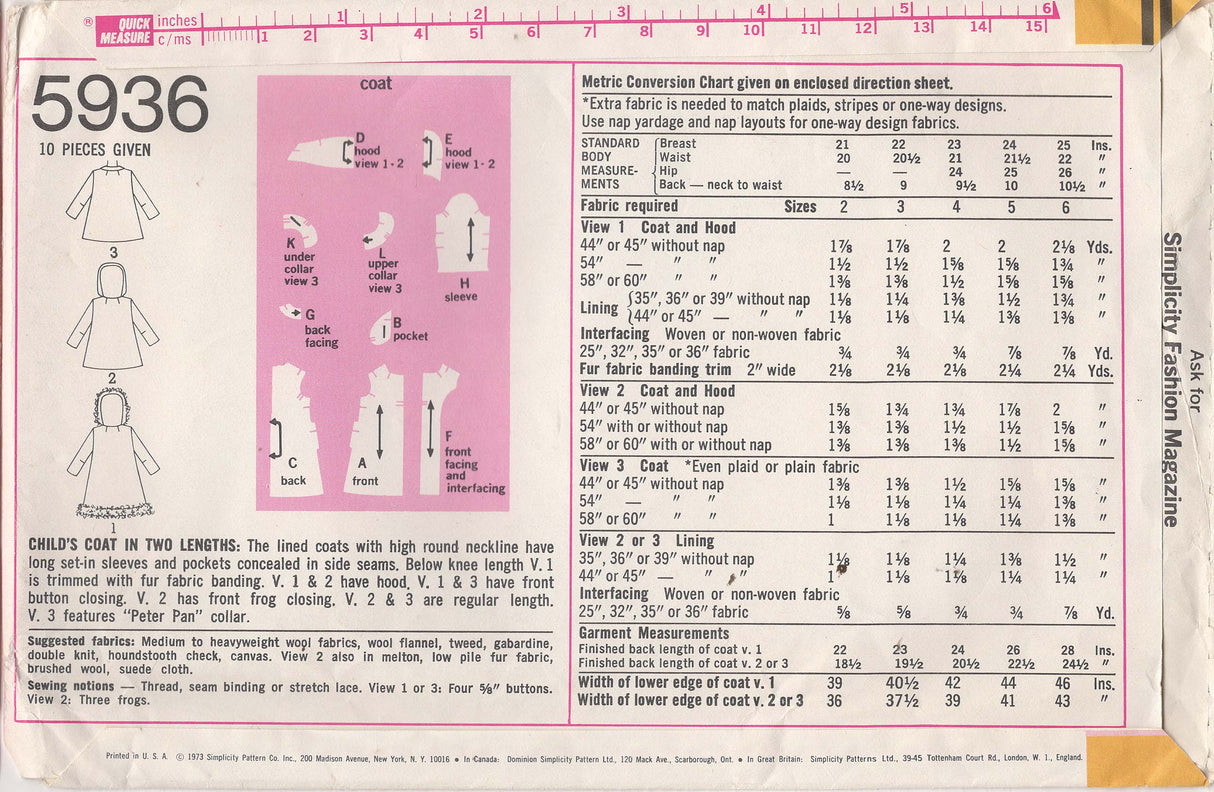 ® QUICK MEASURE inches 1 2 3 4 5 6
c/ms 1 2 3 4 5 6 7 8 9 10 11 12 13 14 15
5936
10 PIECES GIVEN
3
2
1
coat
D
hood
view 1-2
E
hood
view 1-2
K
under
collar
view 3
L
upper
collar
view 3
H
sleeve
G
back
facing
B
pocket
C
back
A
front
F
front
facing
and
interfacing
CHILD'S COAT IN TWO LENGTHS: The lined coats with high round neckline have
long set-in sleeves and pockets concealed in side seams. Below knee length V. 1
is trimmed with fur fabric banding. V. 1 & 2 have hood, V. 1 & 3 have front
button closing. V. 2 has front frog closing. V. 2 & 3 are regular length.
V. 3 features "Peter Pan" collar.
Suggested fabrics: Medium to heavyweight wool fabrics, wool flannel, tweed, gabardine,
double knit, houndstooth check, canvas. View 2 also in melton, low pile fur fabric,
brushed wool, suede cloth.
Sewing notions — Thread, seam binding or stretch lace. View 1 or 3: Four ⅝" buttons.
View 2: Three frogs.
Metric Conversion Chart given on enclosed direction sheet.
*Extra fabric is needed to match plaids, stripes or one-way designs.
Use nap yardage and nap layouts for one-way design fabrics.
STANDARD Breast 21 22 23 24 25 Ins.
BODY Waist 20 20½ 21 21½ 22 "
MEASURE- Hip — — 24 25 26 "
MENTS Back — neck to waist 8½ 9 9½ 10 10½ "
Fabric required Sizes 2 3 4 5 6
View 1 Coat and Hood
44" or 45" without nap 1⅞ 1⅞ 2 2 2⅛ Yds.
54" — " " 1½ 1½ 1⅝ 1⅝ 1¾ "
58" or 60" " " 1⅜ 1⅜ 1½ 1⅝ 1⅝ "
Lining 35", 36" or 39" without nap 1⅛ 1¼ 1⅜ 1½ 1¾ "
44" or 45" — " " 1⅛ 1⅛ 1¼ 1⅜ 1⅜ "
Interfacing Woven or non-woven fabric
25", 32", 35" or 36" fabric ¾ ¾ ¾ ⅞ ⅞ Yd.
Fur fabric banding trim 2" wide 2⅛ 2⅛ 2⅛ 2¼ 2¼ Yds.
View 2 Coat and Hood
44" or 45" without nap 1⅝ 1¾ 1¾ 1⅞ 2 "
54" with or without nap 1⅜ 1⅜ 1½ 1½ 1⅝ "
58" or 60" with or without nap 1⅜ 1⅜ 1⅜ 1½ 1⅝ "
View 3 Coat *Even plaid or plain fabric
44" or 45" without nap 1⅜ 1⅜ 1½ 1⅝ 1⅝ "
54" — " " 1⅛ 1⅛ 1¼ 1¼ 1⅜ "
58" or 60" " " 1 1⅛ 1⅛ 1¼ 1⅜ "
View 2 or 3 Lining
35", 36" or 39" without nap 1⅛ 1⅛ 1¼ 1⅜ 1½ "
44" or 45" — " " 1 1⅛ 1⅛ 1¼ 1¼ "
Interfacing Woven or non-woven fabric
25", 32", 35" or 36" fabric ⅝ ⅝ ¾ ¾ ⅞ Yd.
Garment Measurements
Finished back length of coat v. 1 22 23 24 26 28 Ins.
Finished back length of coat v. 2 or 3 18½ 19½ 20½ 22½ 24½ "
Width of lower edge of coat v. 1 39 40½ 42 44 46 Ins.
Width of lower edge of coat v. 2 or 3 36 37½ 39 41 43 "
Ask for
Simplicity Fashion Magazine
Printed in U. S. A. © 1973 Simplicity Pattern Co. Inc., 200 Madison Avenue, New York, N. Y. 10016 • In Canada: Dominion Simplicity Pattern Ltd., 120 Mack Ave., Scarborough, Ont. • In Great Britain: Simplicity Patterns Ltd., 39-45 Tottenham Court Rd., London, W. 1., England.